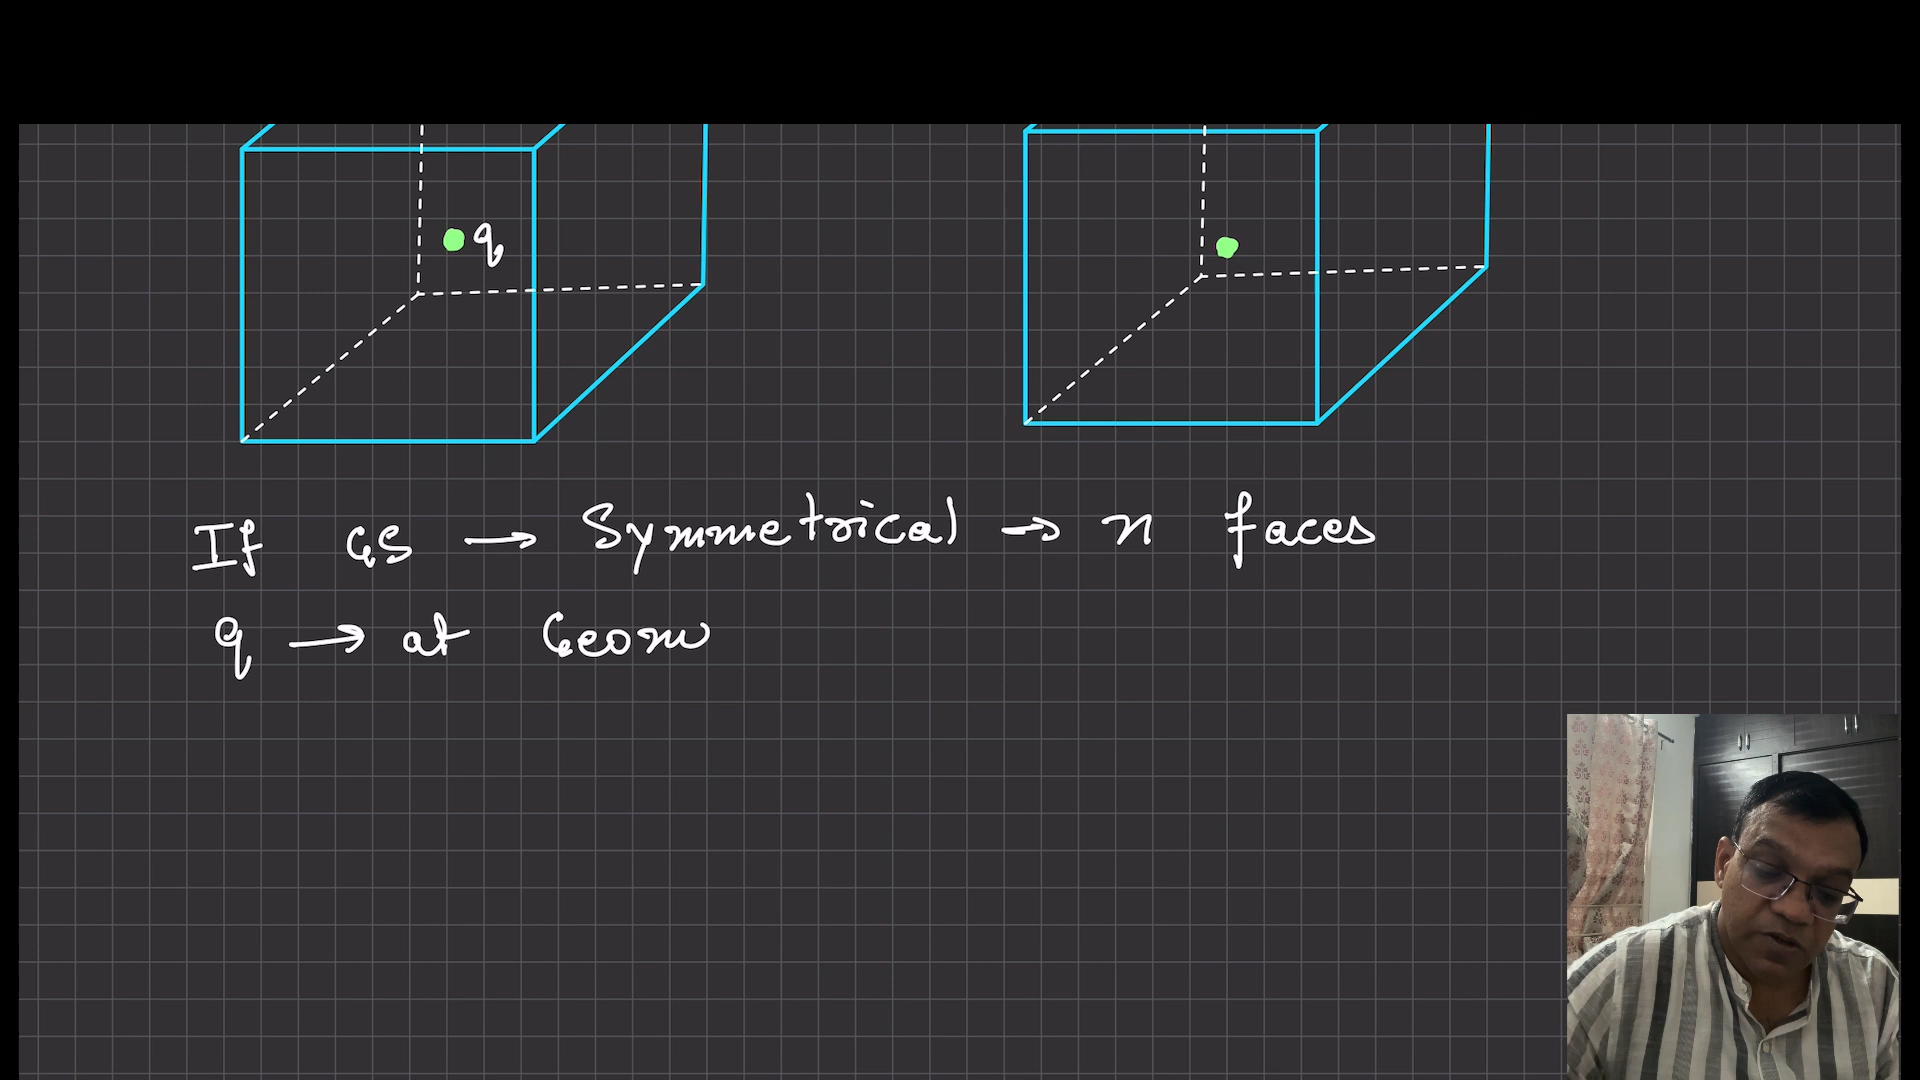 q
If GS → Symmetrical → n faces
q → at Geom